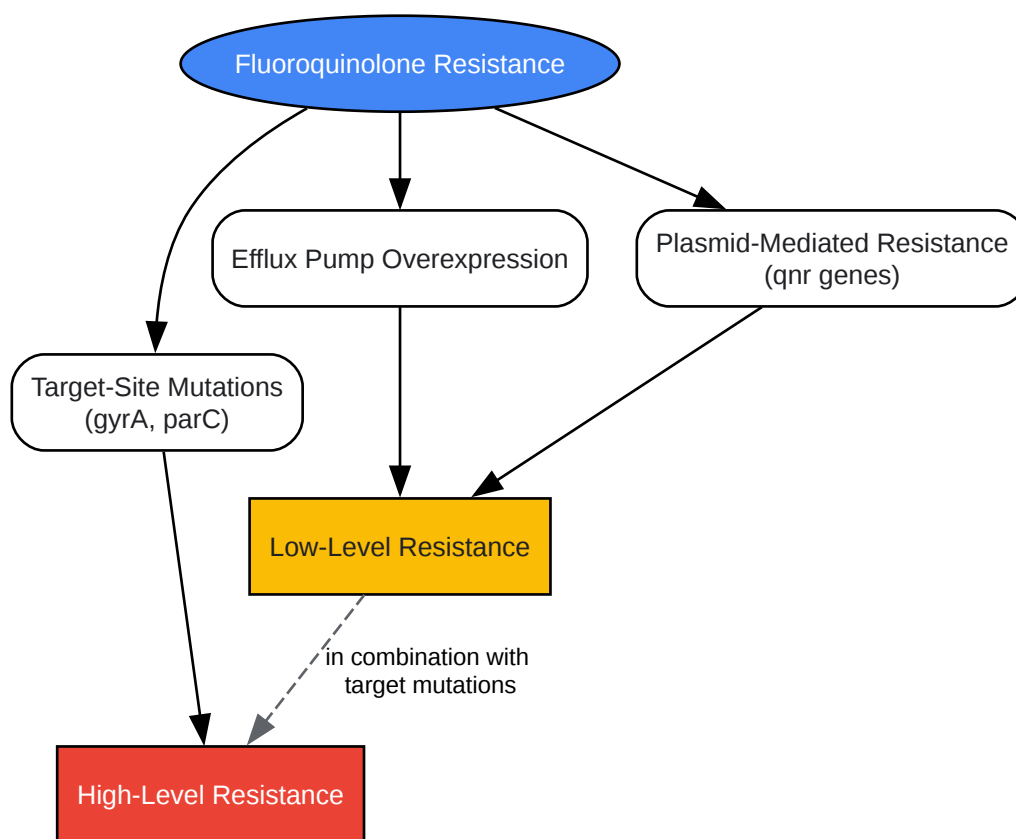 Fluoroquinolone Resistance
Efflux Pump Overexpression
Plasmid-Mediated Resistance
(qnr genes)
Target-Site Mutations
(gyrA, parC)
Low-Level Resistance
in combination with
target mutations
High-Level Resistance